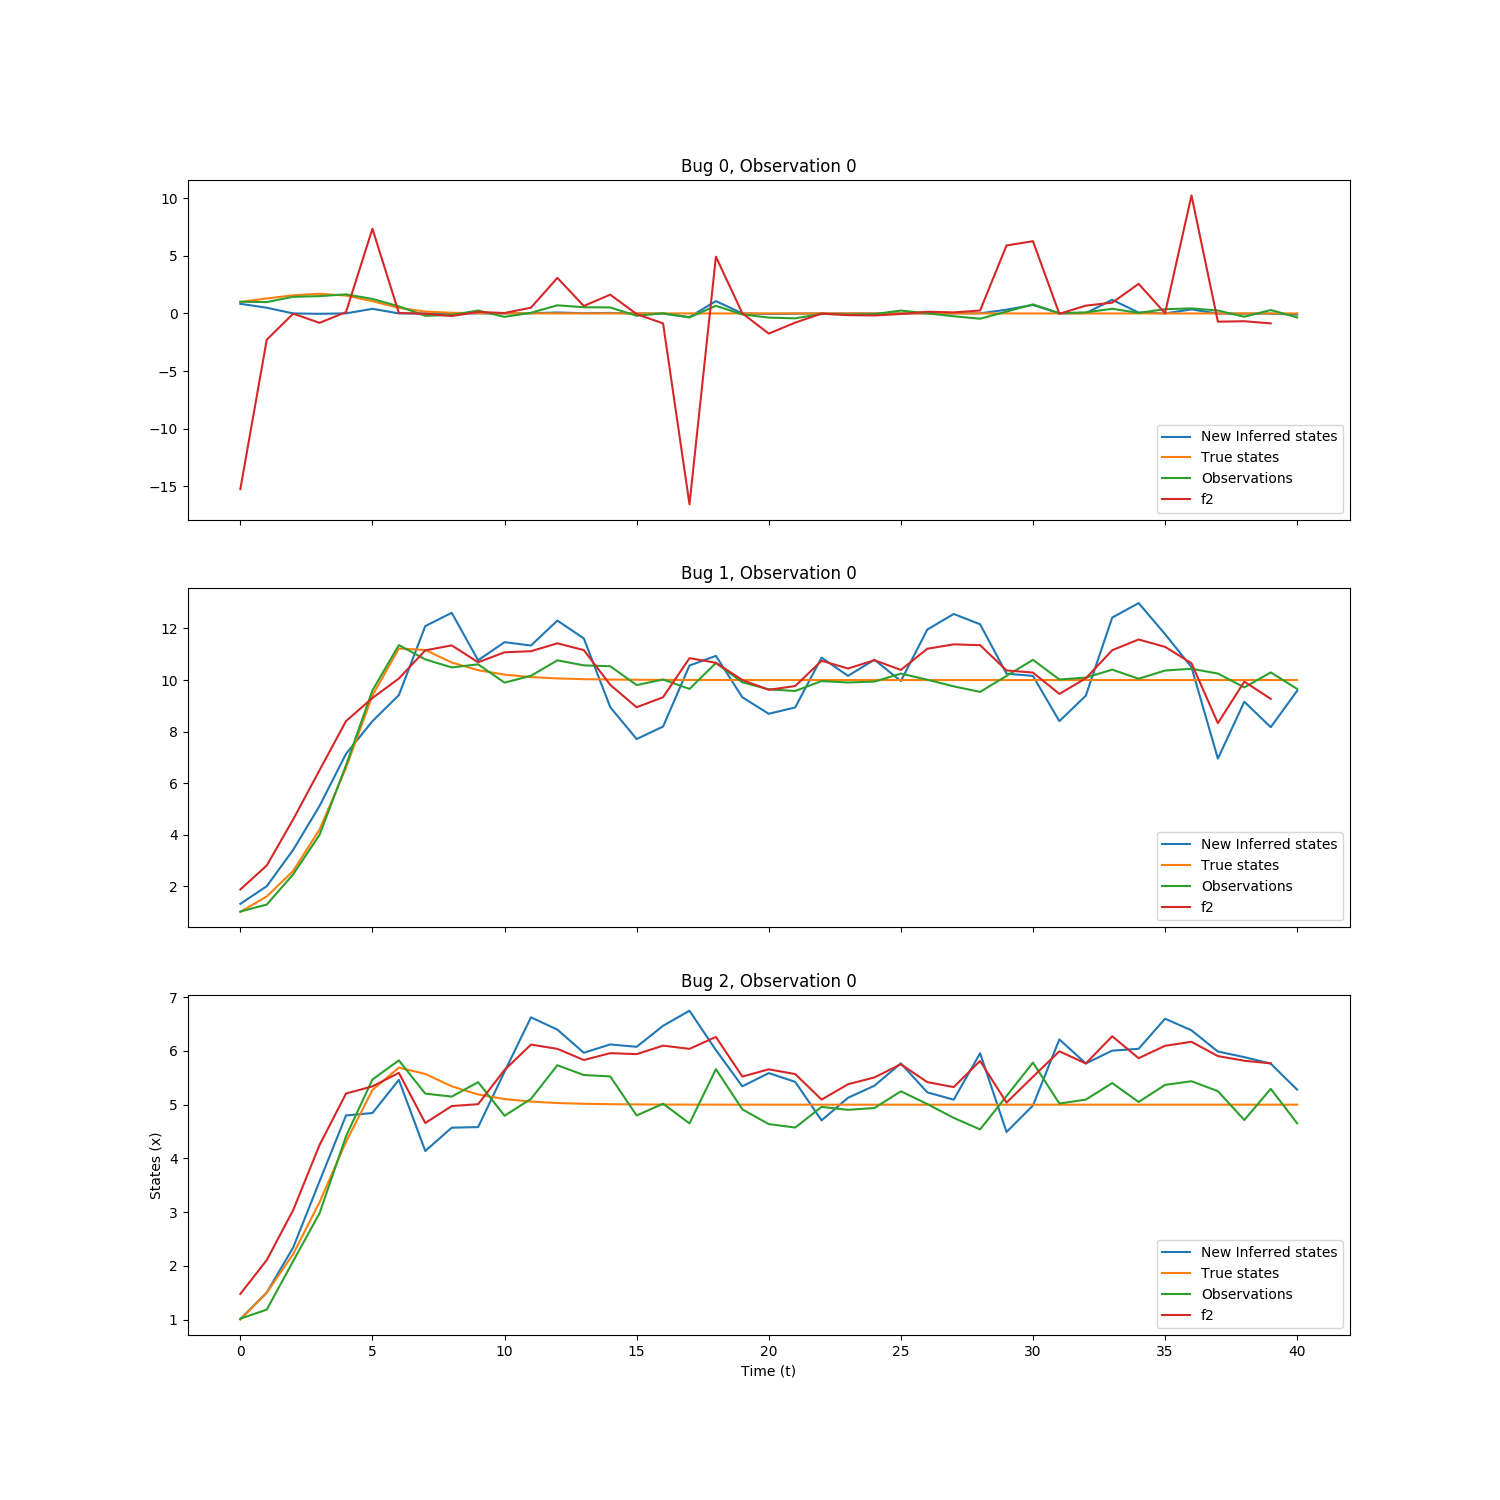 Bug 0, Observation 0
10
5
0
−5
−10
−15
New Inferred states
True states
Observations
f2
Bug 1, Observation 0
12
10
8
6
4
2
New Inferred states
True states
Observations
f2
Bug 2, Observation 0
7
6
5
4
3
2
1
States (x)
New Inferred states
True states
Observations
f2
0 5 10 15 20 25 30 35 40
Time (t)